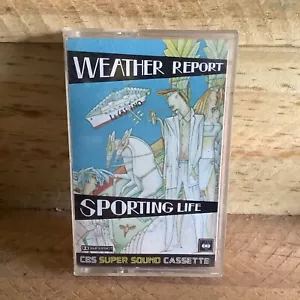 WEATHER REPORT
SPORTING LIFE
CBS SUPER SOUND CASSETTE